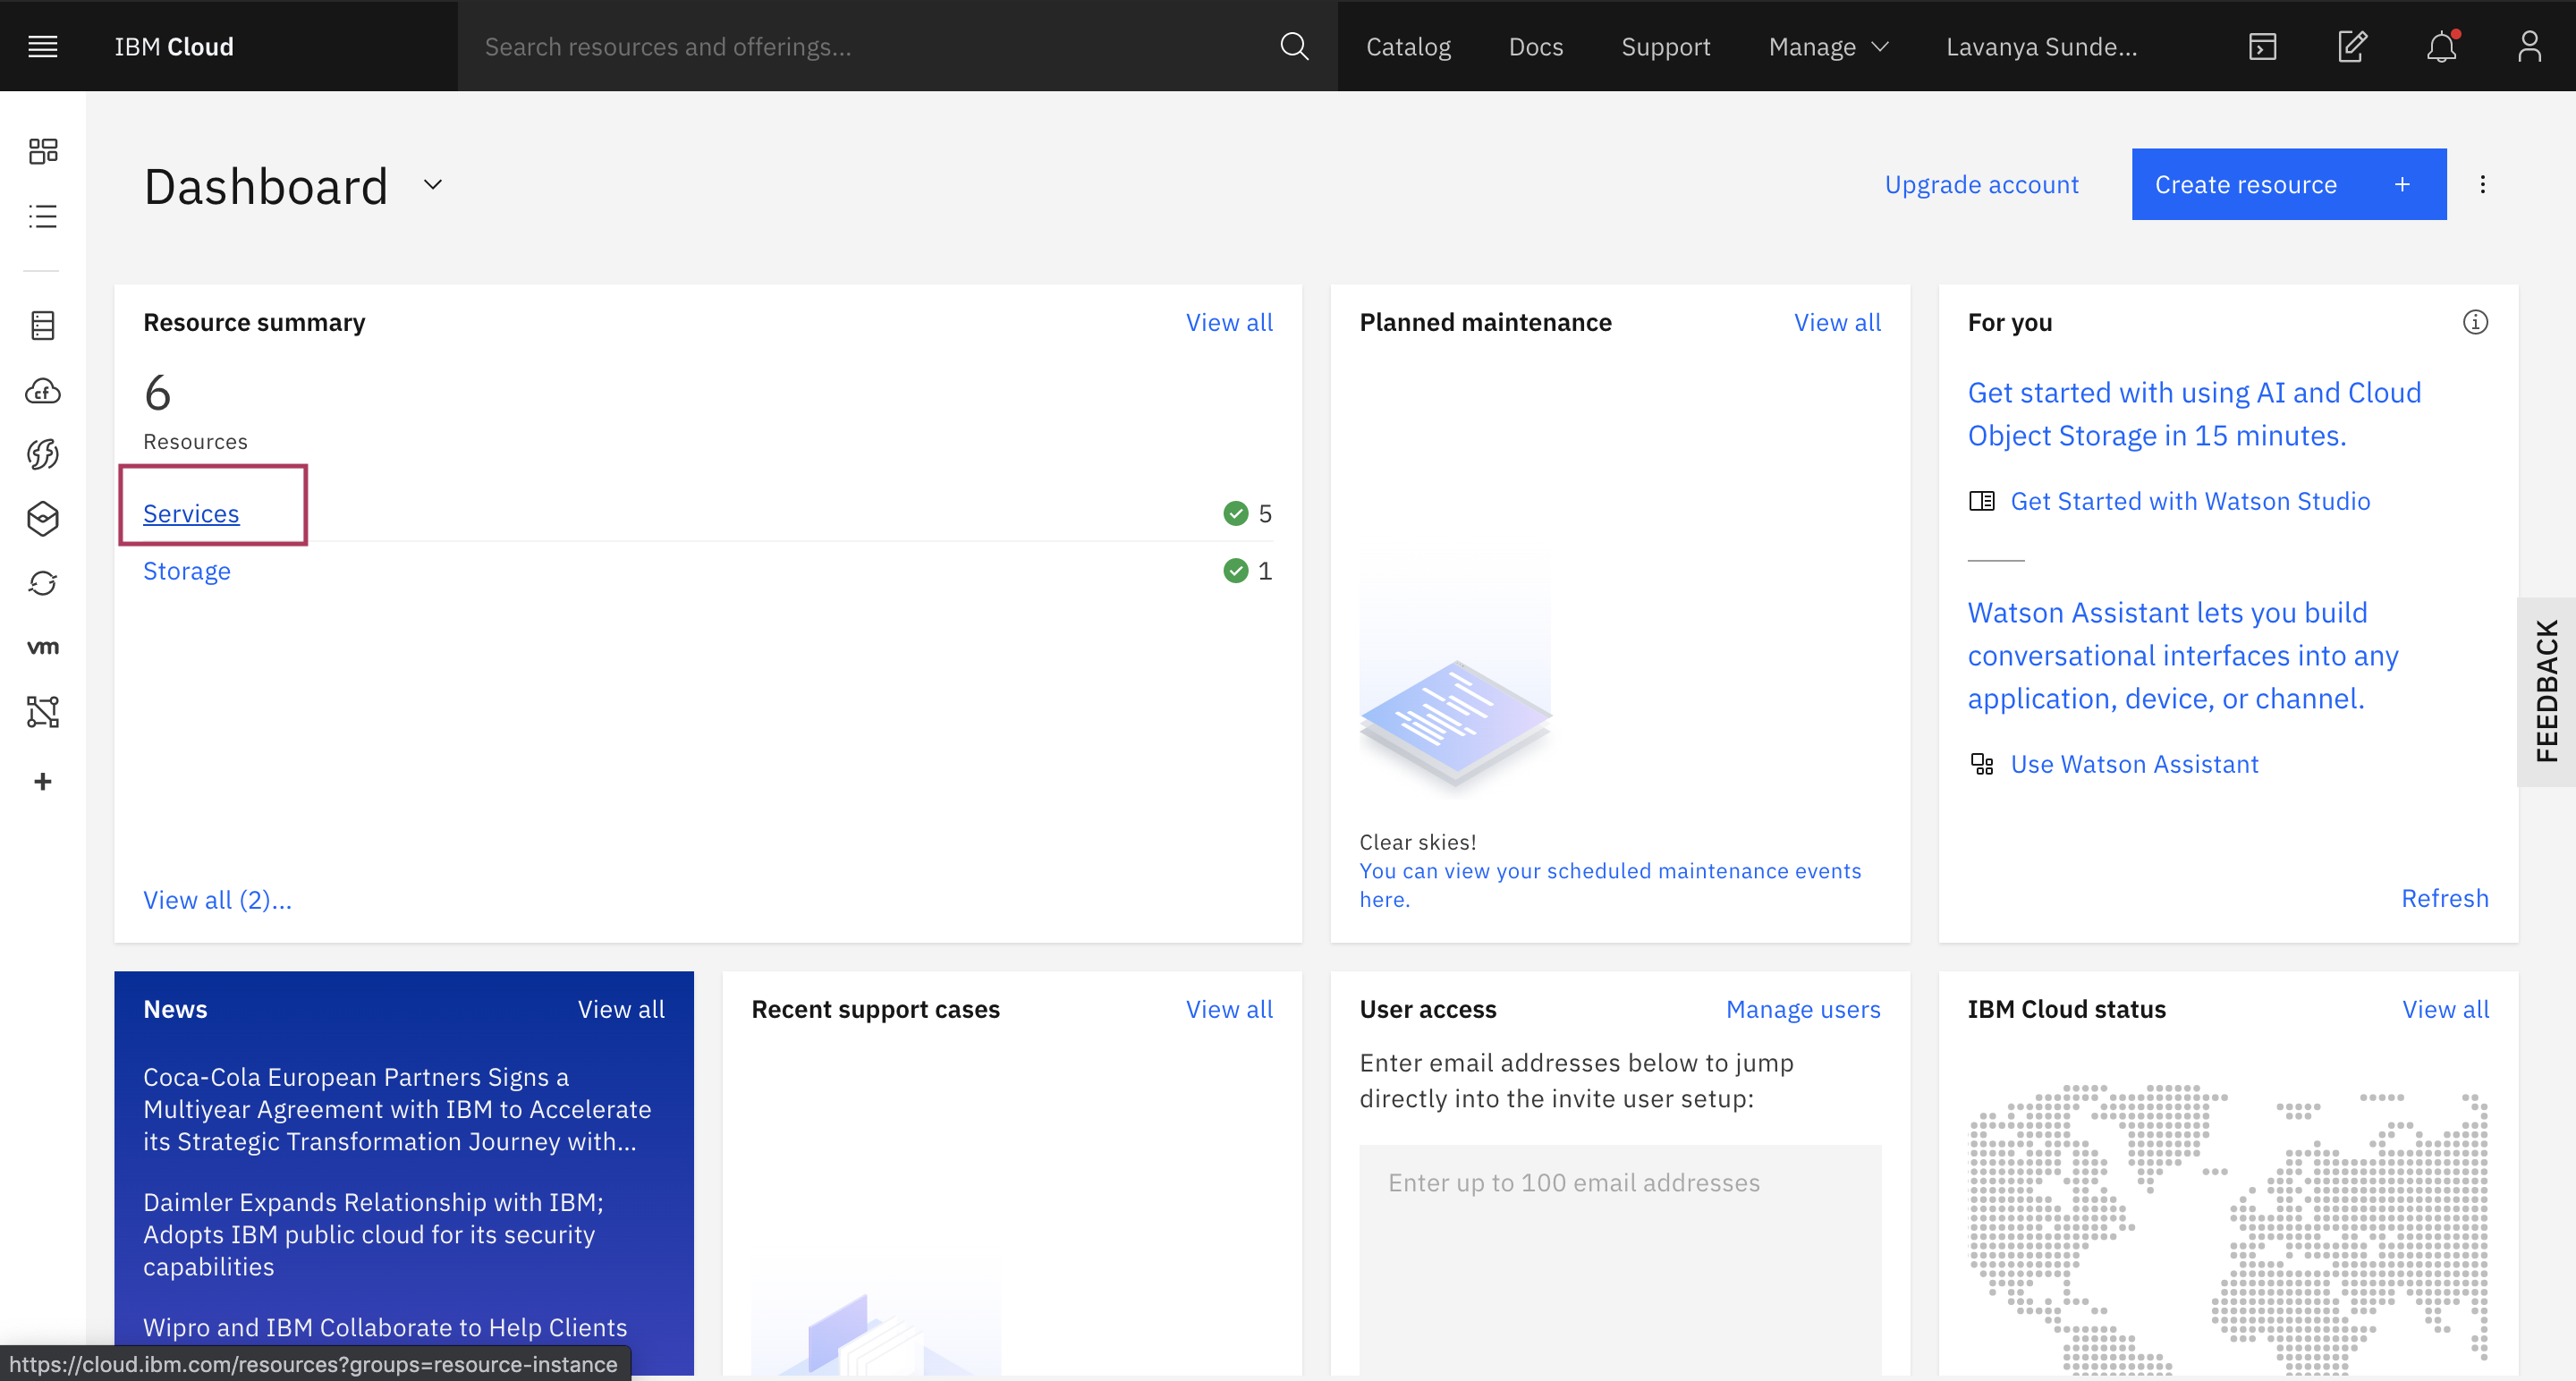 IBM Cloud
Search resources and offerings...
Catalog
Docs
Support
Manage
Lavanya Sunde...
Dashboard
Upgrade account
Create resource +
Resource summary
View all
6
Resources
Services
5
Storage
1
View all (2)...
Planned maintenance
View all
Clear skies!
You can view your scheduled maintenance events
here.
For you
Get started with using AI and Cloud
Object Storage in 15 minutes.
Get Started with Watson Studio
Watson Assistant lets you build
conversational interfaces into any
application, device, or channel.
Use Watson Assistant
Refresh
FEEDBACK
cf
vm
News
View all
Coca-Cola European Partners Signs a
Multiyear Agreement with IBM to Accelerate
its Strategic Transformation Journey with...
Daimler Expands Relationship with IBM;
Adopts IBM public cloud for its security
capabilities
Wipro and IBM Collaborate to Help Clients
Recent support cases
View all
User access
Manage users
Enter email addresses below to jump
directly into the invite user setup:
Enter up to 100 email addresses
IBM Cloud status
View all
https://cloud.ibm.com/resources?groups=resource-instance